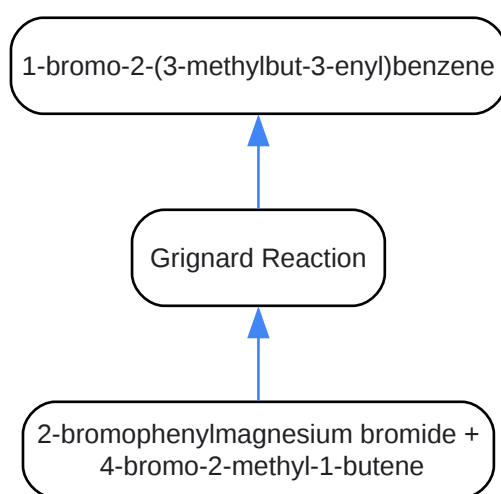 1-bromo-2-(3-methylbut-3-enyl)benzene
Grignard Reaction
2-bromophenylmagnesium bromide +
4-bromo-2-methyl-1-butene